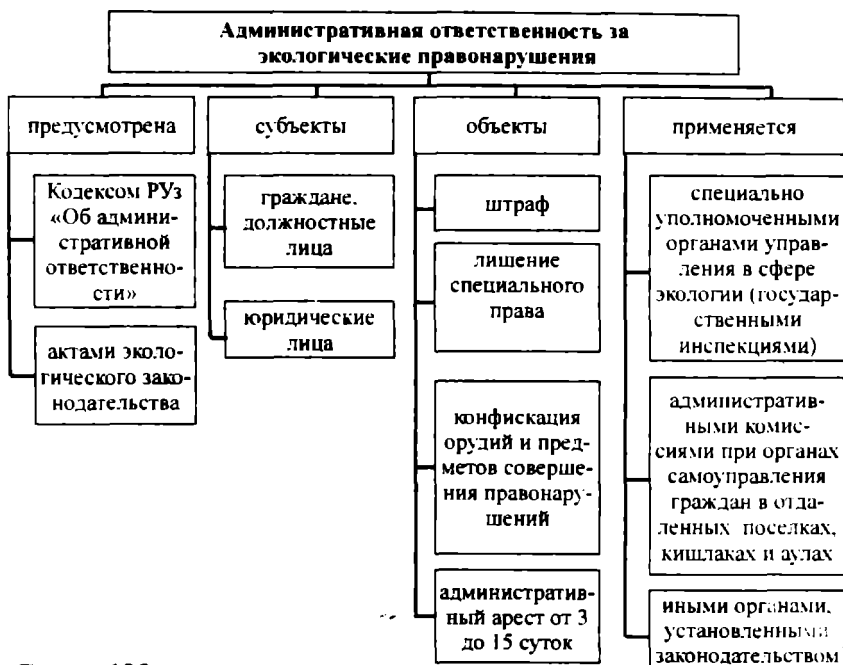 Административная ответственность за
экологические правонарушения
предусмотрена
Кодексом РУз
«Об админи-
стративной
ответственно-
сти»
актами эколо-
гического зако-
нодательства
субъекты
граждане.
должностные
лица
юридические
лица
объекты
штраф
лишение
специального
права
конфискация
орудий и пред-
метов соверше-
ния правонару-
шений
административ-
ный арест от 3
до 15 суток
применяется
специально
уполномоченными
органами управ-
ления в сфере
экологии (государ-
ственными
инспекциями)
административ-
ными комис-
сиями при органах
самоуправления
граждан в отда-
ленных поселках,
кишлаках и аулах
иными органами,
установленными
законодательством